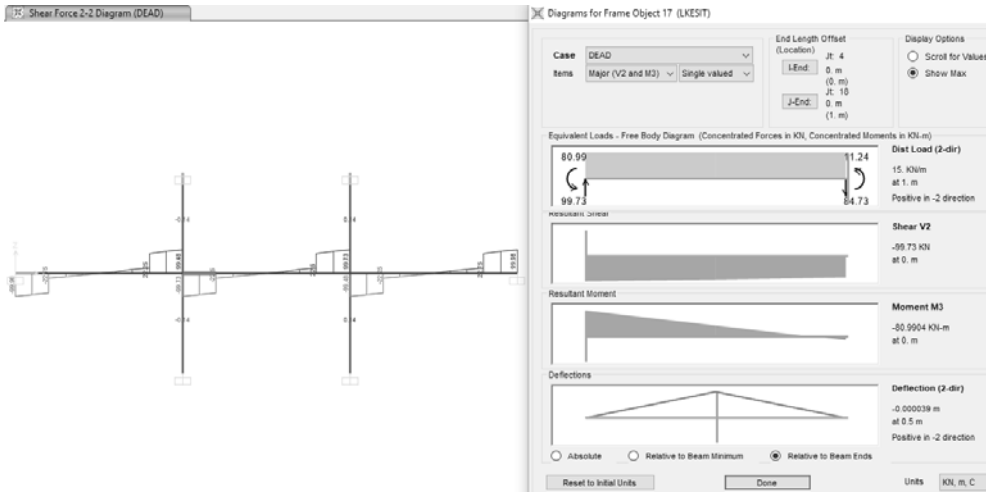 Shear Force 2-2 Diagram (DEAD)
Diagrams for Frame Object 17 (LKESIT)
Case
DEAD
Items
Major (V2 and M3)
Single valued
End Length Offset
(Location)
Jt: 4
I-End:
0. m
(0. m)
Jt: 18
J-End:
0. m
(1. m)
Display Options
Scroll for Values
Show Max
Equivalent Loads - Free Body Diagram (Concentrated Forces in KN, Concentrated Moments in KN-m)
80.99
99.73
Dist Load (2-dir)
15. KN/m
at 1. m
Positive in -2 direction
Resultant Shear
Shear V2
-99.73 KN
at 0. m
Resultant Moment
Moment M3
-80.9904 KN-m
at 0. m
Deflections
Deflection (2-dir)
-0.000039 m
at 0.5 m
Positive in -2 direction
Absolute
Relative to Beam Minimum
Relative to Beam Ends
Reset to Initial Units
Done
Units
KN, m, C